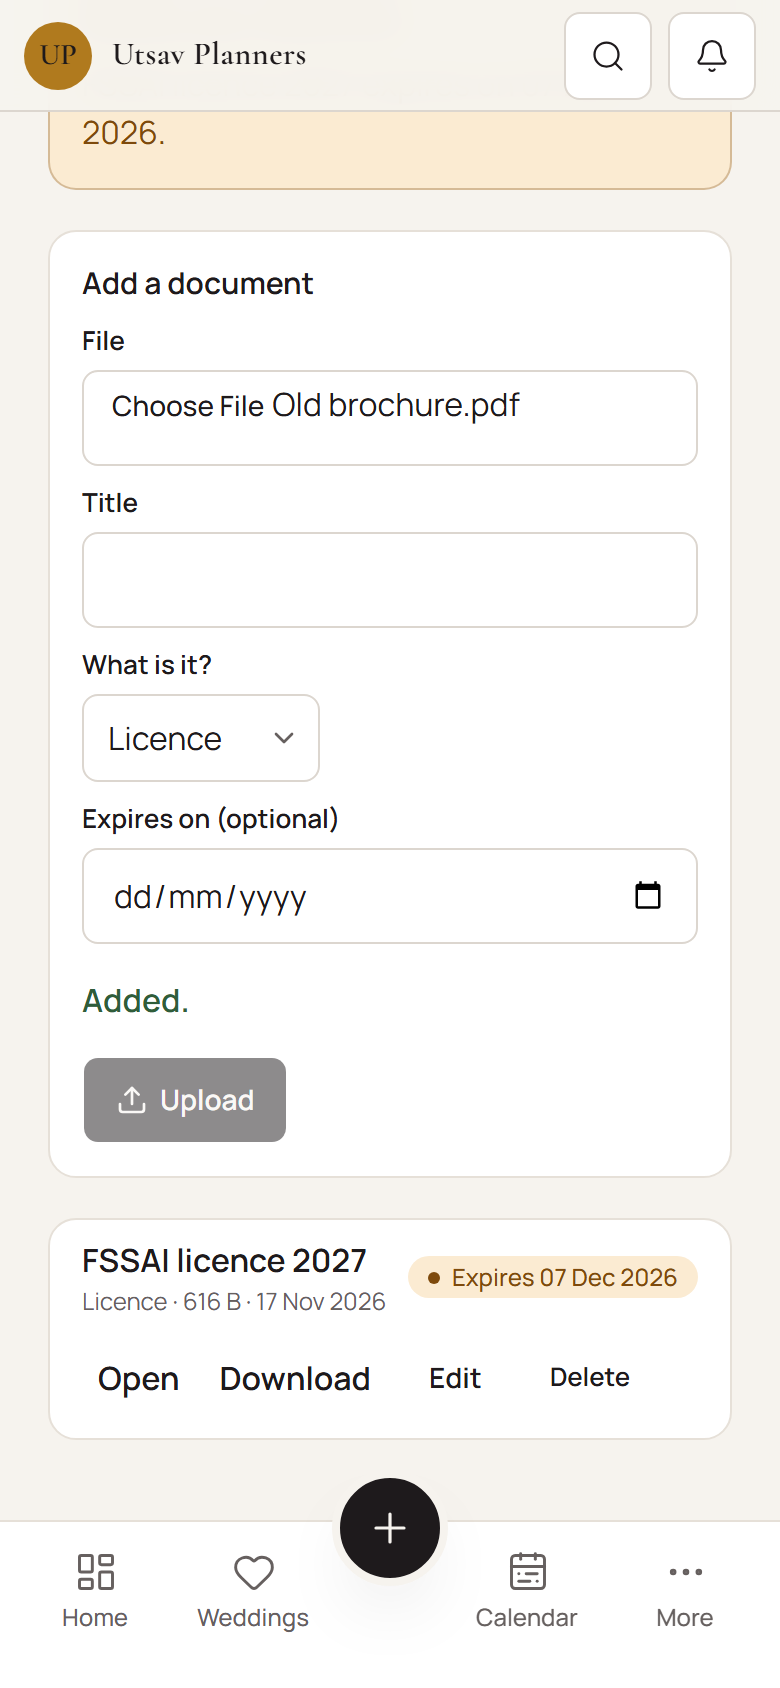 UP Utsav Planners
2026.
Add a document
File
Choose File Old brochure.pdf
Title
What is it?
Licence
Expires on (optional)
dd/mm/yyyy
Added.
Upload
FSSAI licence 2027
Expires 07 Dec 2026
Licence · 616 B · 17 Nov 2026
Open Download Edit Delete
Home Weddings Calendar More